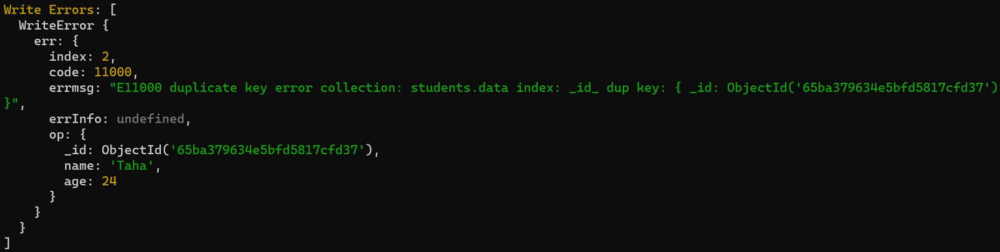 Write Errors: [
  WriteError {
    err: {
      index: 2,
      code: 11000,
      errmsg: "E11000 duplicate key error collection: students.data index: _id_ dup key: { _id: ObjectId('65ba379634e5bfd5817cfd37')
}",
      errInfo: undefined,
      op: {
        _id: ObjectId('65ba379634e5bfd5817cfd37'),
        name: 'Taha',
        age: 24
      }
    }
  }
]